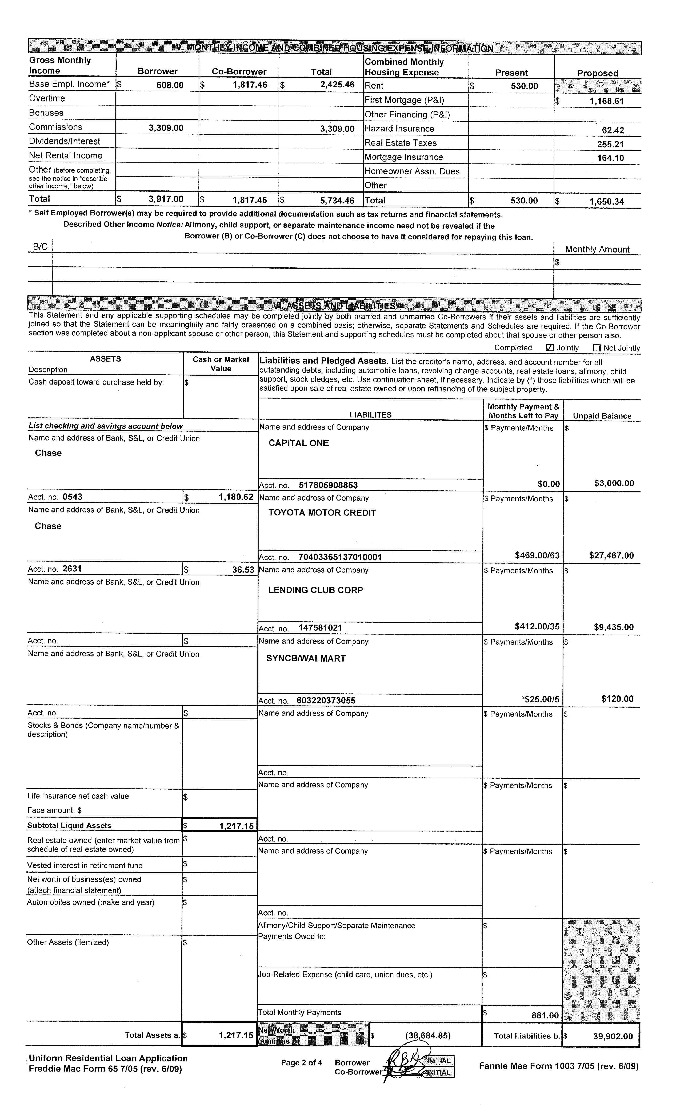 IV. MONTHLY INCOME AND COMBINED HOUSING EXPENSE INFORMATION
Gross Monthly Income Borrower Co-Borrower Total Combined Monthly Housing Expense Present Proposed
Base Empl. Income* $ 608.00 $ 1,817.46 $ 2,425.46 Rent $ 530.00
Overtime First Mortgage (P&I) $ 1,168.61
Bonuses Other Financing (P&I)
Commissions 3,309.00 3,309.00 Hazard Insurance 62.42
Dividends/Interest Real Estate Taxes 255.21
Net Rental Income Mortgage Insurance 164.10
Other (before completing, see the notice in "describe other income," below) Homeowner Assn. Dues
Other
Total $ 3,917.00 $ 1,817.46 $ 5,734.46 Total $ 530.00 $ 1,650.34
* Self Employed Borrower(s) may be required to provide additional documentation such as tax returns and financial statements.
Described Other Income Notice: Alimony, child support, or separate maintenance income need not be revealed if the
Borrower (B) or Co-Borrower (C) does not choose to have it considered for repaying this loan.
B/C Monthly Amount
$
VI. ASSETS AND LIABILITIES
This Statement and any applicable supporting schedules may be completed jointly by both married and unmarried Co-Borrowers if their assets and liabilities are sufficiently
joined so that the Statement can be meaningfully and fairly presented on a combined basis; otherwise, separate Statements and Schedules are required. If the Co-Borrower
section was completed about a non-applicant spouse or other person, this Statement and supporting schedules must be completed about that spouse or other person also.
Completed Jointly Not Jointly
ASSETS Cash or Market Value
Description
Cash deposit toward purchase held by: $
Liabilities and Pledged Assets. List the creditor's name, address, and account number for all
outstanding debts, including automobile loans, revolving charge accounts, real estate loans, alimony, child
support, stock pledges, etc. Use continuation sheet, if necessary. Indicate by (*) those liabilities which will be
satisfied upon sale of real estate owned or upon refinancing of the subject property.
LIABILITES Monthly Payment & Months Left to Pay Unpaid Balance
List checking and savings account below
Name and address of Bank, S&L, or Credit Union
Chase
Acct. no. 0543 $ 1,180.62
Name and address of Company $ Payments/Months $
CAPITAL ONE
Acct. no. 517805908853 $0.00 $3,000.00
Name and address of Bank, S&L, or Credit Union
Chase
Acct. no. 2631 $ 36.53
Name and address of Company $ Payments/Months $
TOYOTA MOTOR CREDIT
Acct. no. 70403365137010001 $469.00/63 $27,467.00
Name and address of Bank, S&L, or Credit Union
Acct. no. $
Name and address of Company $ Payments/Months $
LENDING CLUB CORP
Acct. no. 147581021 $412.00/35 $9,435.00
Name and address of Bank, S&L, or Credit Union
Acct. no. $
Name and address of Company $ Payments/Months $
SYNCB/WALMART
Acct. no. 603220373055 *$25.00/5 $120.00
Stocks & Bonds (Company name/number & description) $
Name and address of Company $ Payments/Months $
Acct. no.
Life insurance net cash value $
Face amount $
Subtotal Liquid Assets $ 1,217.15
Name and address of Company $ Payments/Months $
Acct. no.
Real estate owned (enter market value from schedule of real estate owned) $
Vested interest in retirement fund $
Net worth of business(es) owned (attach financial statement) $
Automobiles owned (make and year) $
Name and address of Company $ Payments/Months $
Acct. no.
Other Assets (itemized) $
Alimony/Child Support/Separate Maintenance Payments Owed to: $
Job-Related Expense (child care, union dues, etc.) $
Total Monthly Payments $ 881.00
Total Assets a. $ 1,217.15 Net Worth $ (38,684.85) Total Liabilities b. $ 39,902.00
Uniform Residential Loan Application
Freddie Mac Form 65 7/05 (rev. 6/09)
Page 2 of 4
Borrower INITIAL
Co-Borrower INITIAL
Fannie Mae Form 1003 7/05 (rev. 6/09)